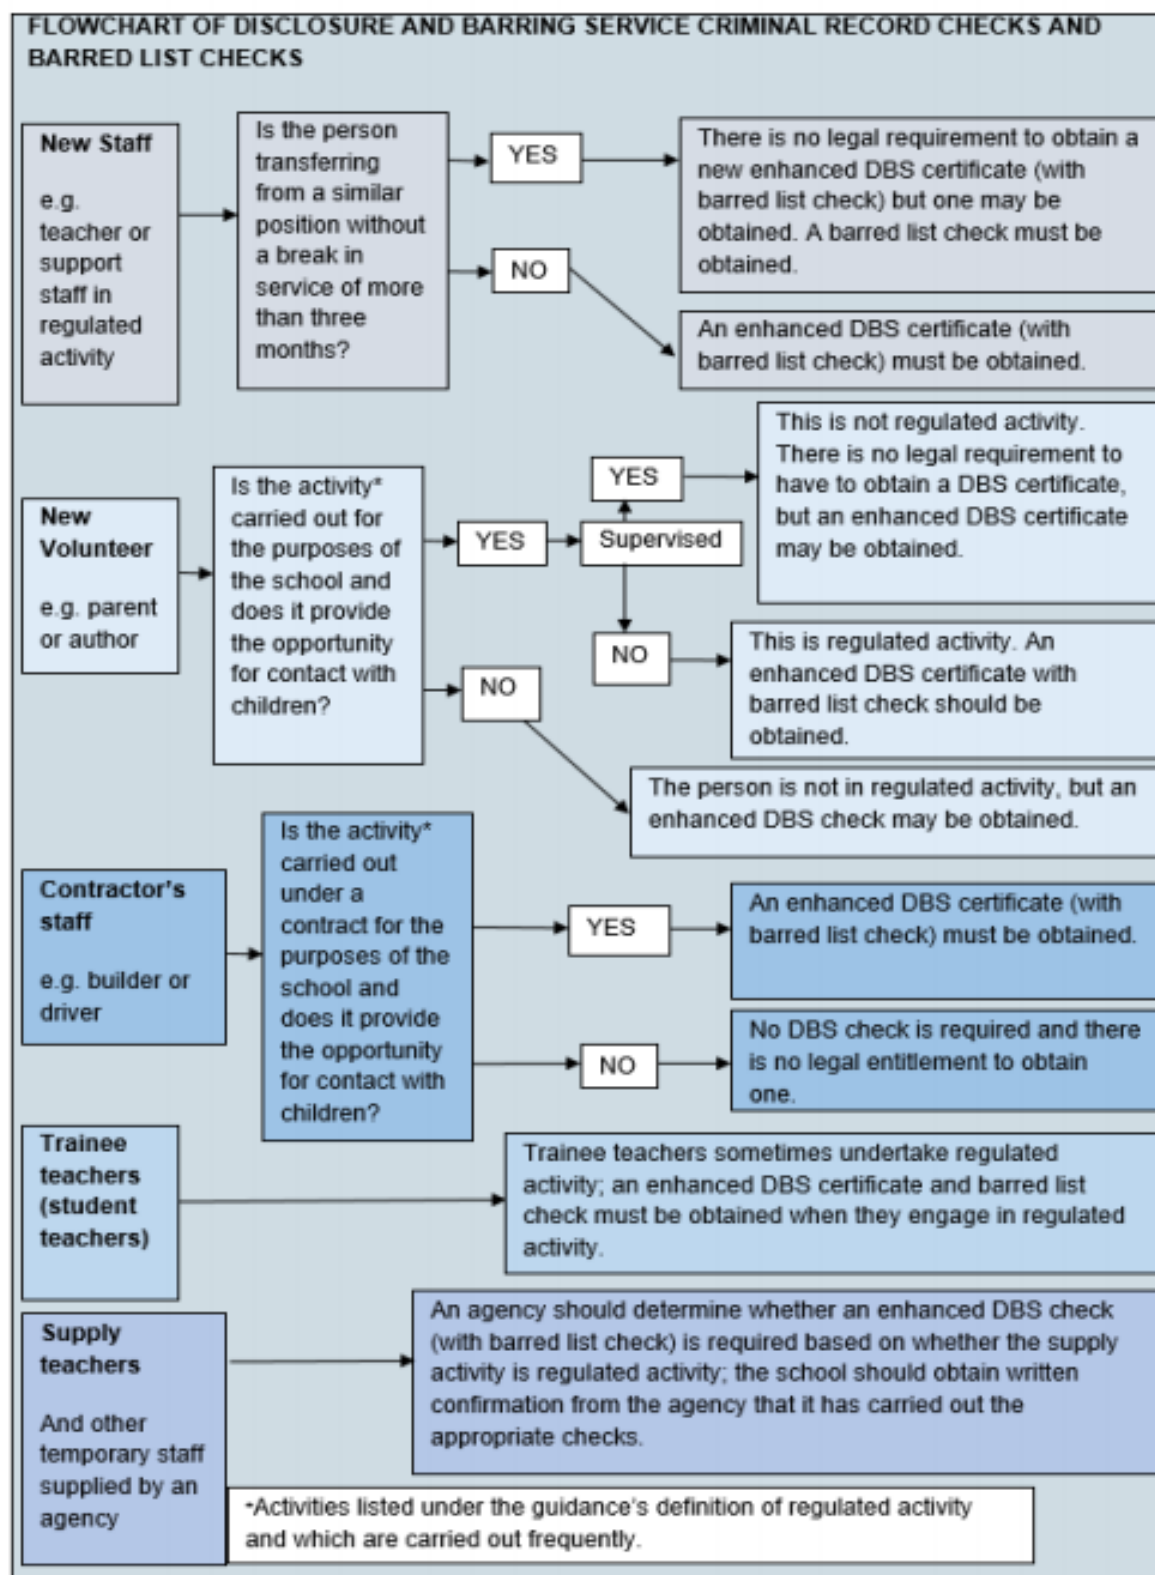 FLOWCHART OF DISCLOSURE AND BARRING SERVICE CRIMINAL RECORD CHECKS AND
BARRED LIST CHECKS
New Staff
e.g.
teacher or
support
staff in
regulated
activity
Is the person
transferring
from a similar
position without
a break in
service of more
than three
months?
YES
There is no legal requirement to obtain a
new enhanced DBS certificate (with
barred list check) but one may be
obtained. A barred list check must be
obtained.
NO
An enhanced DBS certificate (with
barred list check) must be obtained.
New
Volunteer
e.g. parent
or author
Is the activity*
carried out for
the purposes of
the school and
does it provide
the opportunity
for contact with
children?
YES
Supervised
YES
This is not regulated activity.
There is no legal requirement to
have to obtain a DBS certificate,
but an enhanced DBS certificate
may be obtained.
NO
This is regulated activity. An
enhanced DBS certificate with
barred list check should be
obtained.
NO
The person is not in regulated activity, but an
enhanced DBS check may be obtained.
Contractor's
staff
e.g. builder or
driver
Is the activity*
carried out
under a
contract for the
purposes of the
school and
does it provide
the opportunity
for contact with
children?
YES
An enhanced DBS certificate (with
barred list check) must be obtained.
NO
No DBS check is required and there
is no legal entitlement to obtain
one.
Trainee
teachers
(student
teachers)
Trainee teachers sometimes undertake regulated
activity; an enhanced DBS certificate and barred list
check must be obtained when they engage in regulated
activity.
Supply
teachers
And other
temporary staff
supplied by an
agency
An agency should determine whether an enhanced DBS check
(with barred list check) is required based on whether the supply
activity is regulated activity; the school should obtain written
confirmation from the agency that it has carried out the
appropriate checks.
*Activities listed under the guidance's definition of regulated activity
and which are carried out frequently.